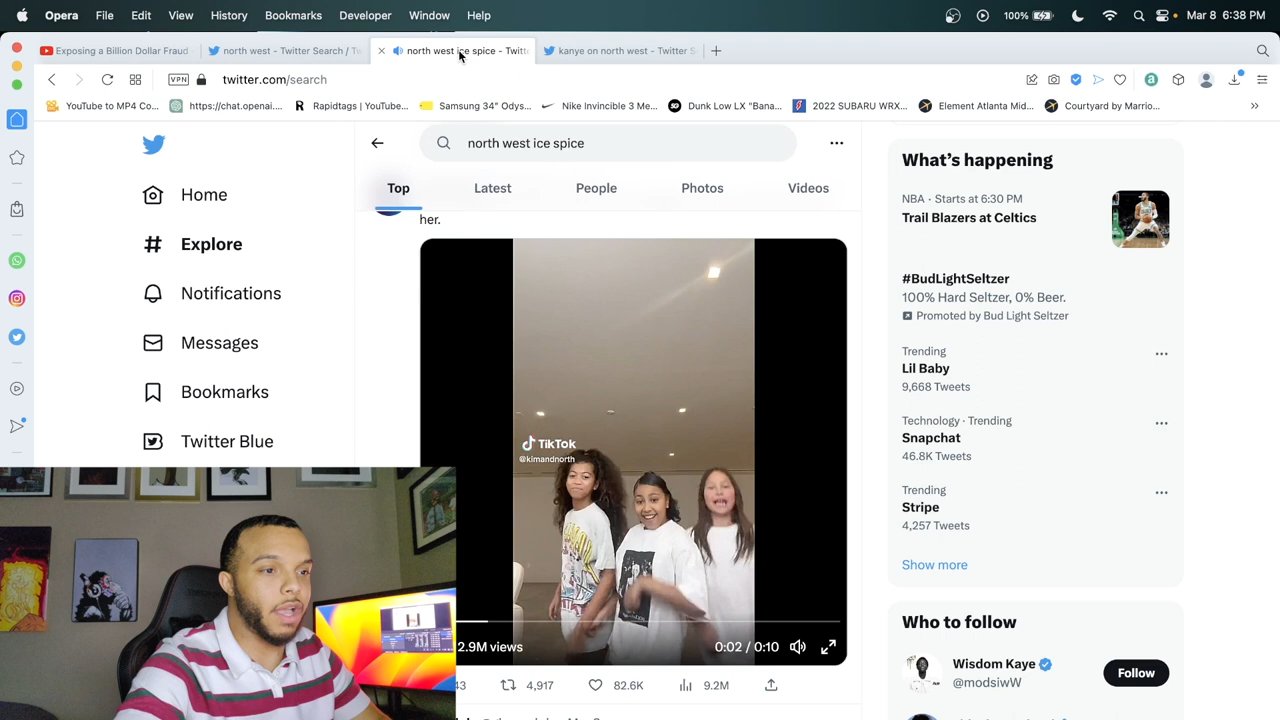 Opera File Edit View History Bookmarks Developer Window Help 100% Mar 8 6:38 PM
Exposing a Billion Dollar Fraud north west - Twitter Search / Tw north west ice spice - Twitte kanye on north west - Twitter S
VPN twitter.com/search
YouTube to MP4 Co... https://chat.openai.... Rapidtags | YouTube... Samsung 34" Odys... Nike Invincible 3 Me... Dunk Low LX "Bana... 2022 SUBARU WRX... Element Atlanta Mid... Courtyard by Marrio...
Home
Explore
Notifications
Messages
Bookmarks
Twitter Blue
north west ice spice
Top Latest People Photos Videos
her.
TikTok
@kimandnorth
2.9M views 0:02 / 0:10
43 4,917 82.6K 9.2M
What's happening
NBA · Starts at 6:30 PM
Trail Blazers at Celtics
#BudLightSeltzer
100% Hard Seltzer, 0% Beer.
Promoted by Bud Light Seltzer
Trending
Lil Baby
9,668 Tweets
Technology · Trending
Snapchat
46.8K Tweets
Trending
Stripe
4,257 Tweets
Show more
Who to follow
Wisdom Kaye
@modsiwW
Follow